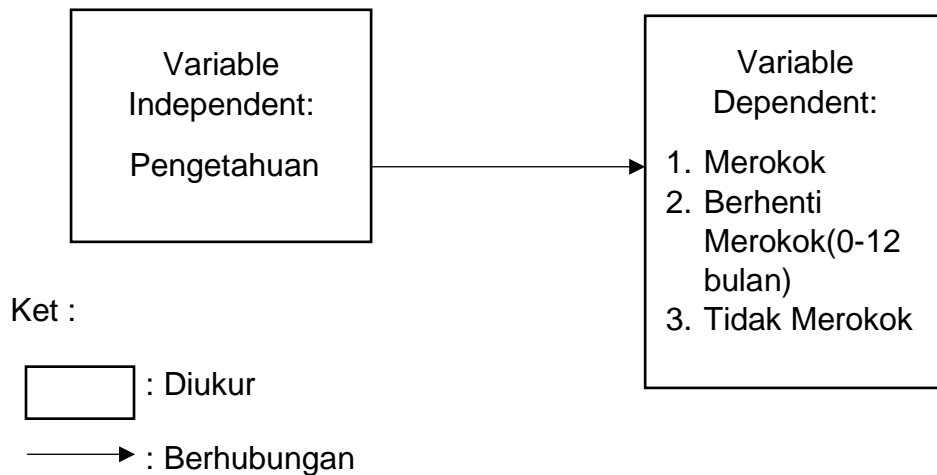 Variable
Independent:
Pengetahuan
Variable
Dependent:
1. Merokok
2. Berhenti
Merokok(0-12
bulan)
3. Tidak Merokok
Ket :
: Diukur
: Berhubungan